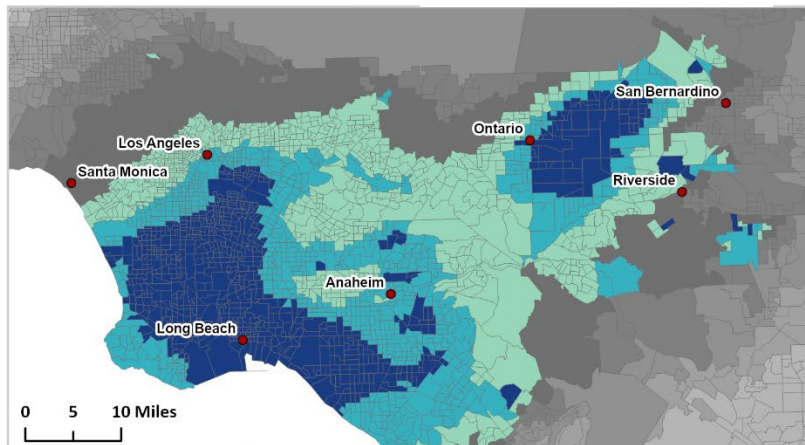 San Bernardino
Ontario
Los Angeles
Santa Monica
Riverside
Anaheim
Long Beach
0 5 10 Miles